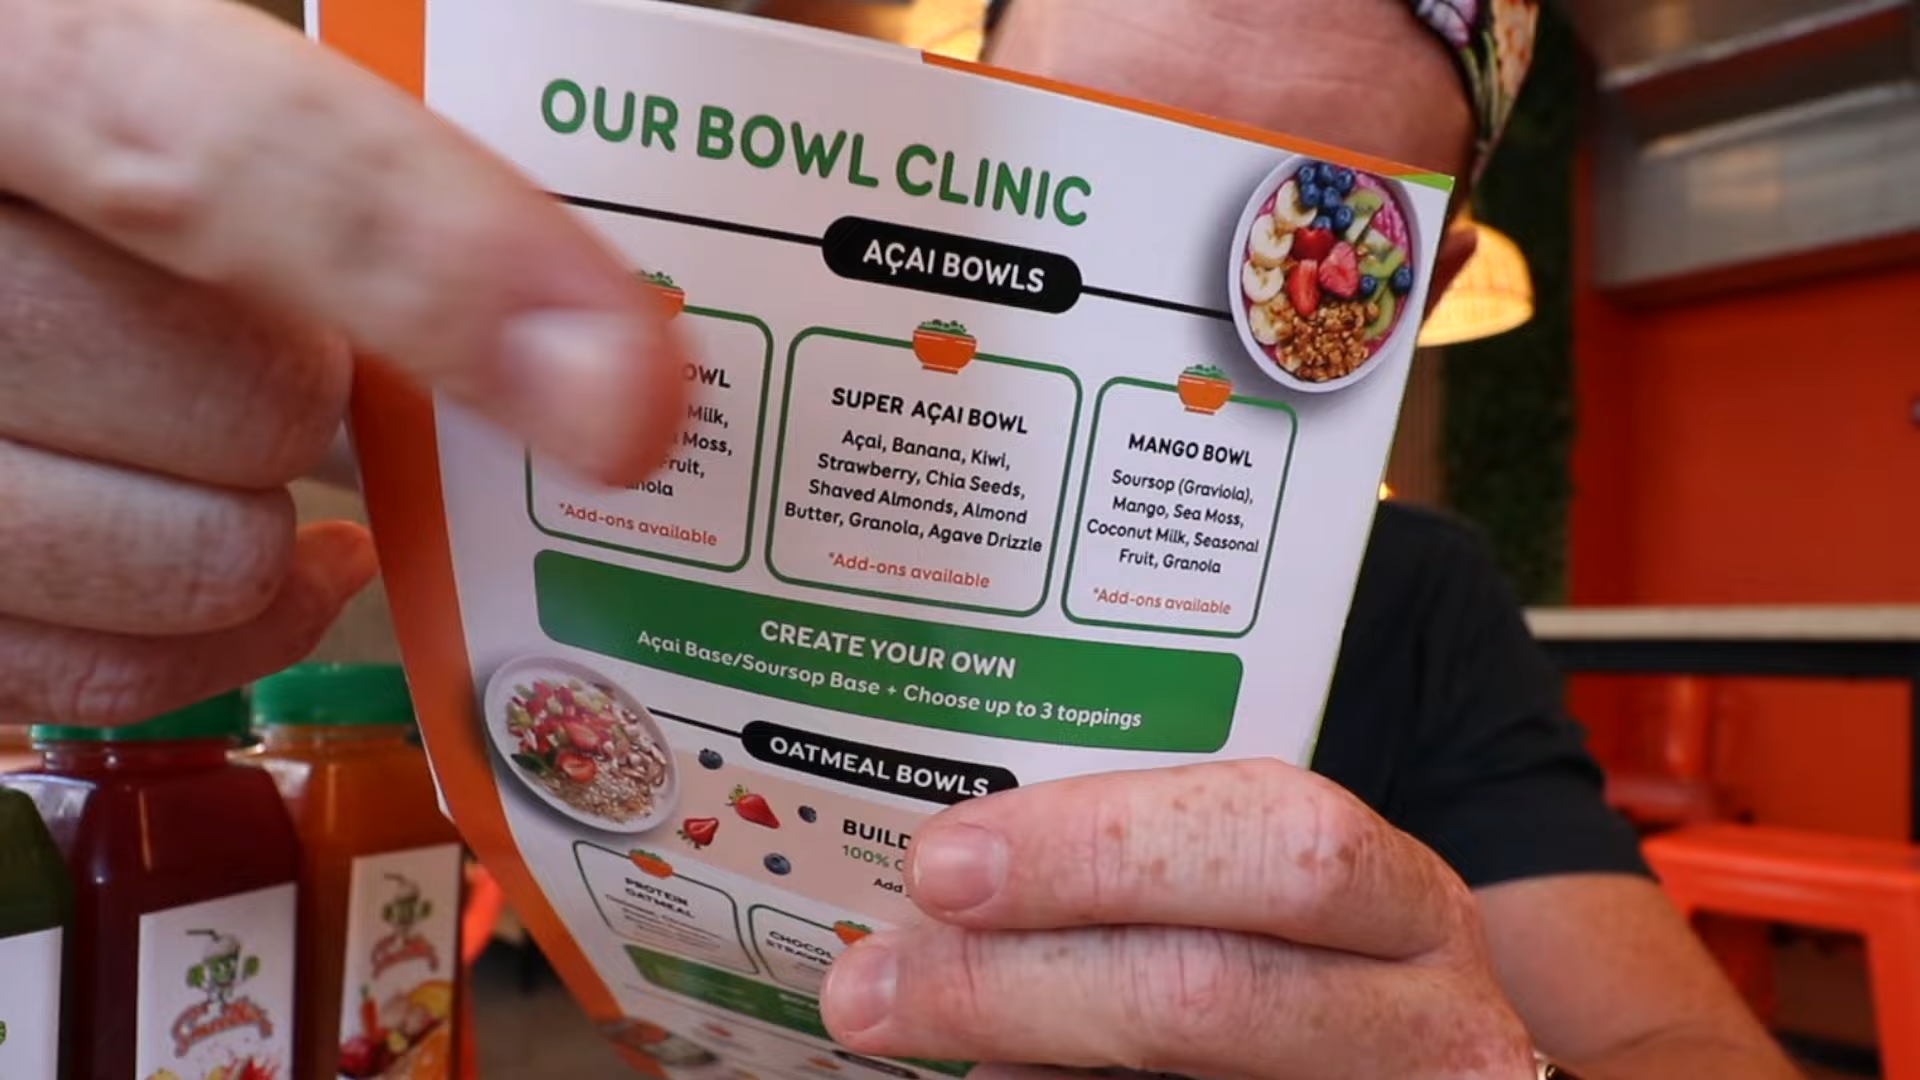 OUR BOWL CLINIC
AÇAI BOWLS
Milk,
Moss,
*Add-ons available
SUPER AÇAI BOWL
Açai, Banana, Kiwi,
Strawberry, Chia Seeds,
Shaved Almonds, Almond
Butter, Granola, Agave Drizzle
*Add-ons available
MANGO BOWL
Soursop (Graviola),
Mango, Sea Moss,
Coconut Milk, Seasonal
Fruit, Granola
*Add-ons available
CREATE YOUR OWN
Açai Base/Soursop Base + Choose up to 3 toppings
OATMEAL BOWLS
BUILD
100%
Add
PROTEIN
OATMEAL